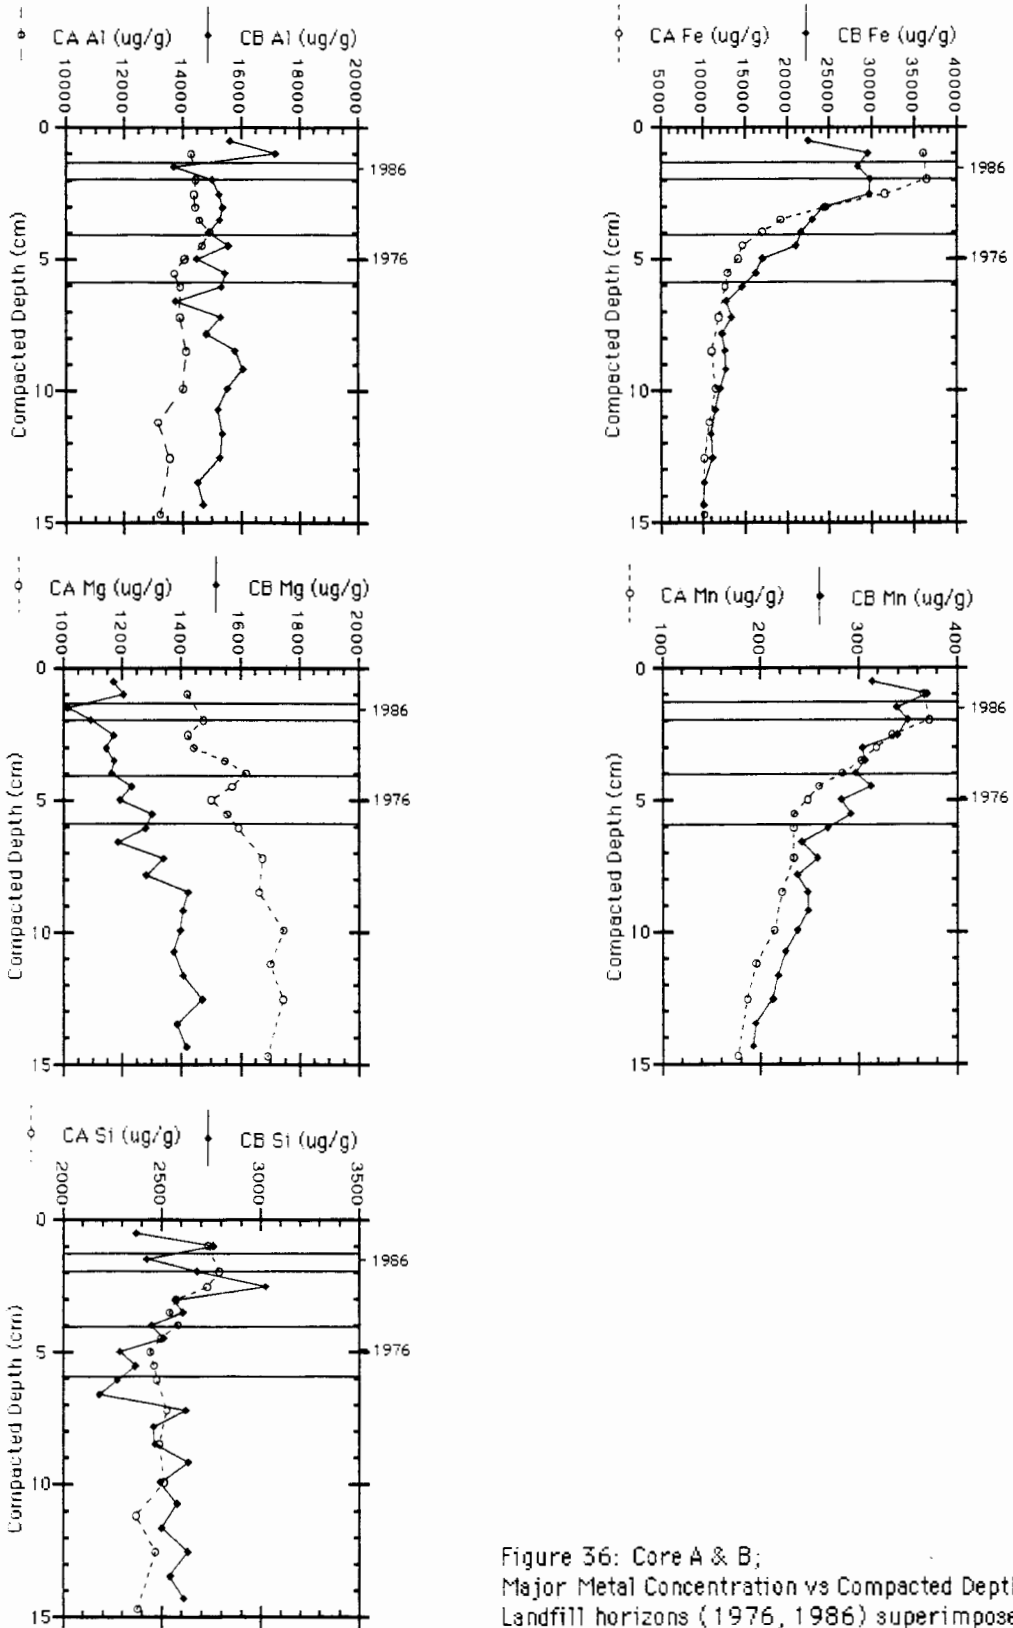 CA Al (ug/g) CB Al (ug/g)
10000 12000 14000 16000 18000 20000
0
5
10
15
Compacted Depth (cm)
1986
1976
CA Fe (ug/g) CB Fe (ug/g)
5000 10000 15000 20000 25000 30000 35000 40000
0
5
10
15
Compacted Depth (cm)
1986
1976
CA Mg (ug/g) CB Mg (ug/g)
1000 1200 1400 1600 1800 2000
0
5
10
15
Compacted Depth (cm)
1986
1976
CA Mn (ug/g) CB Mn (ug/g)
100 200 300 400
0
5
10
15
Compacted Depth (cm)
1986
1976
CA Si (ug/g) CB Si (ug/g)
2000 2500 3000 3500
0
5
10
15
Compacted Depth (cm)
1986
1976
Figure 36: Core A & B;
Major Metal Concentration vs Compacted Dept
Landfill horizons (1976, 1986) superimpose